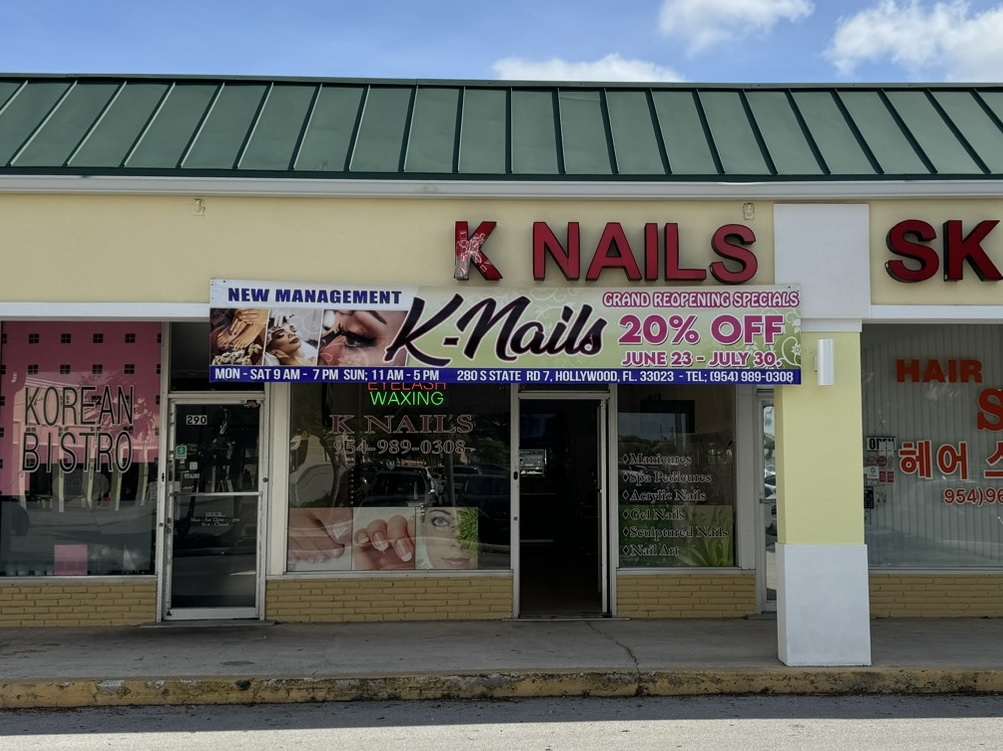 K NAILS
SK
NEW MANAGEMENT
K-Nails
GRAND REOPENING SPECIALS
20% OFF
JUNE 23 - JULY 30.
MON - SAT 9 AM - 7 PM SUN; 11 AM - 5 PM 280 S STATE RD 7, HOLLYWOOD, FL. 33023 - TEL; (954) 989-0308
KOREAN
BISTRO
290
EYELASH
WAXING
K NAILS
954-989-0308
◊Manicures
◊Spa Pedicures
◊Acrylic Nails
◊Gel Nails
◊Sculptured Nails
◊Nail Art
HAIR
S
OPEN
헤어 스
954)96